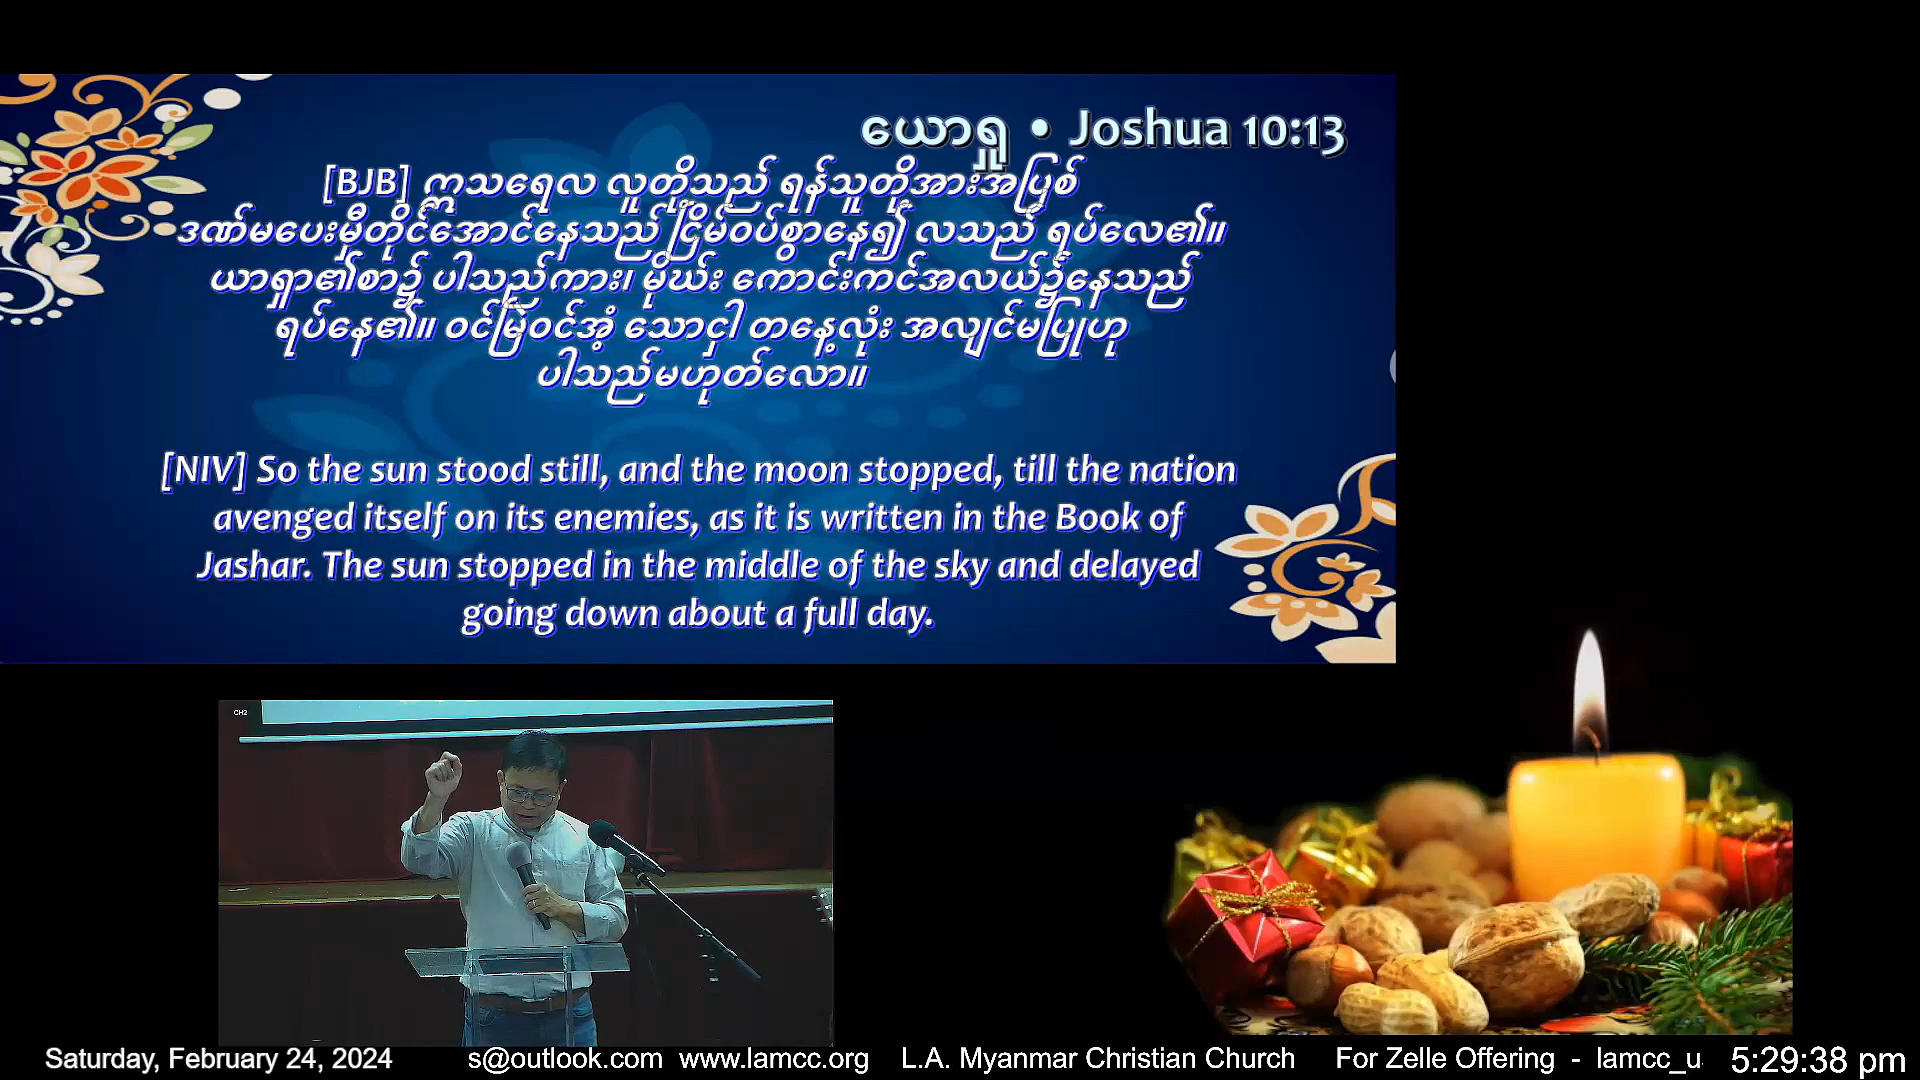 ယောရှု • Joshua 10:13
[BJB] ဣသရေလ လူတို့သည် ရန်သူတို့အားအပြစ်
ဒဏ်မပေးမှီတိုင်အောင်နေသည် ငြိမ်ဝပ်စွာနေ၍ လသည် ရပ်လေ၏။
ယာရှာ၏စာ၌ ပါသည်ကား၊ မိုဃ်း ကောင်းကင်အလယ်၌နေသည်
ရပ်နေ၏။ ဝင်မြဲဝင်အံ့ သောငှါ တနေ့လုံး အလျင်မပြုဟု
ပါသည်မဟုတ်လော။
[NIV] So the sun stood still, and the moon stopped, till the nation
avenged itself on its enemies, as it is written in the Book of
Jashar. The sun stopped in the middle of the sky and delayed
going down about a full day.
CH2
Saturday, February 24, 2024 s@outlook.com www.lamcc.org L.A. Myanmar Christian Church For Zelle Offering - lamcc_u 5:29:38 pm